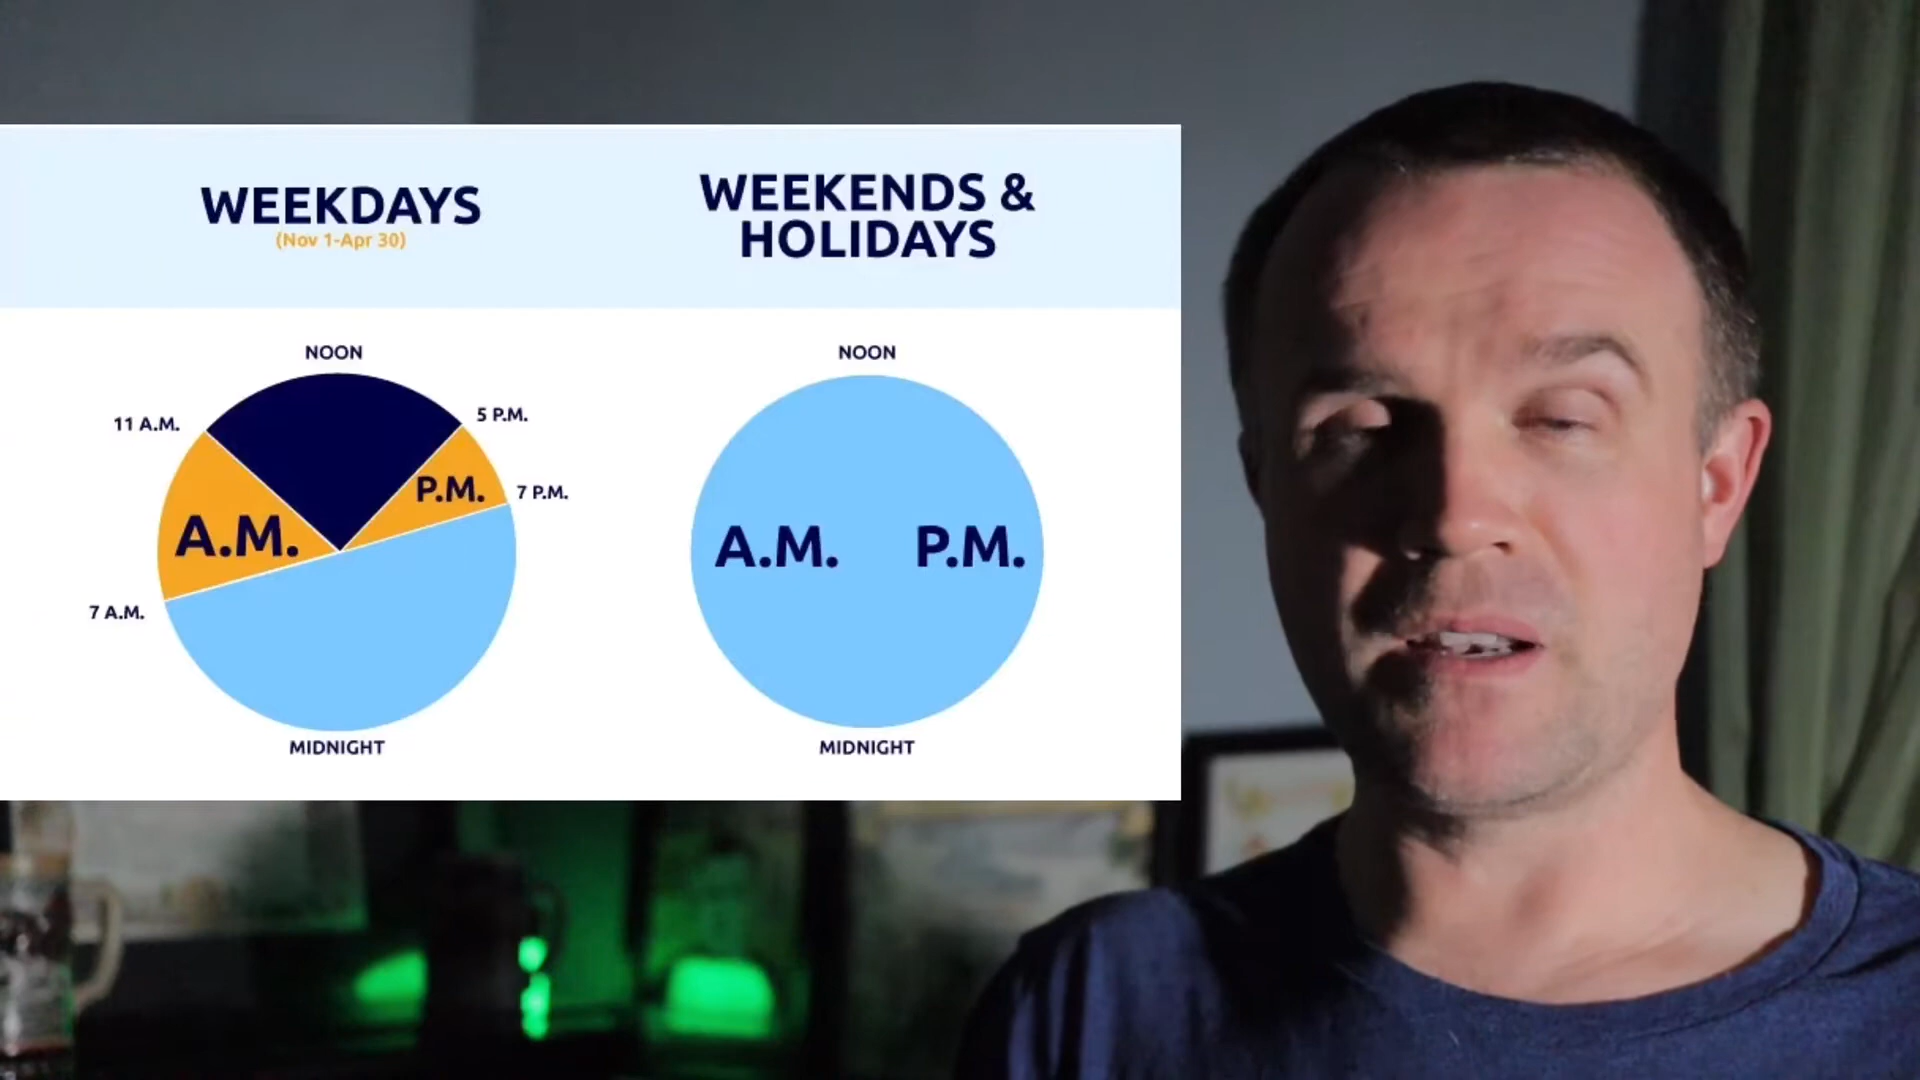 WEEKDAYS
(Nov 1-Apr 30)
NOON
11 A.M.
5 P.M.
A.M.
P.M.
7 P.M.
7 A.M.
MIDNIGHT
WEEKENDS &
HOLIDAYS
NOON
A.M. P.M.
MIDNIGHT